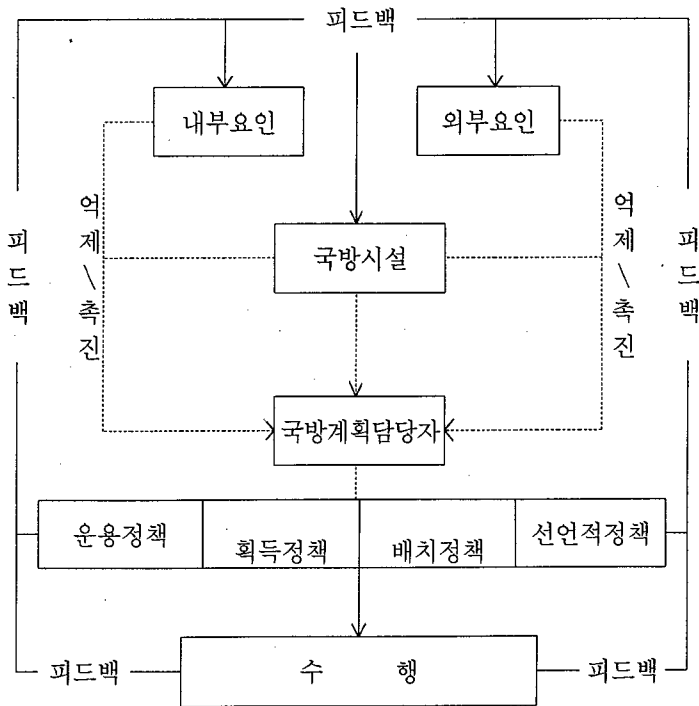 피드백
내부요인
외부요인
억제\촉진
억제\촉진
피드백
피드백
국방시설
국방계획담당자
운용정책
획득정책
배치정책
선언적정책
피드백
수 행
피드백